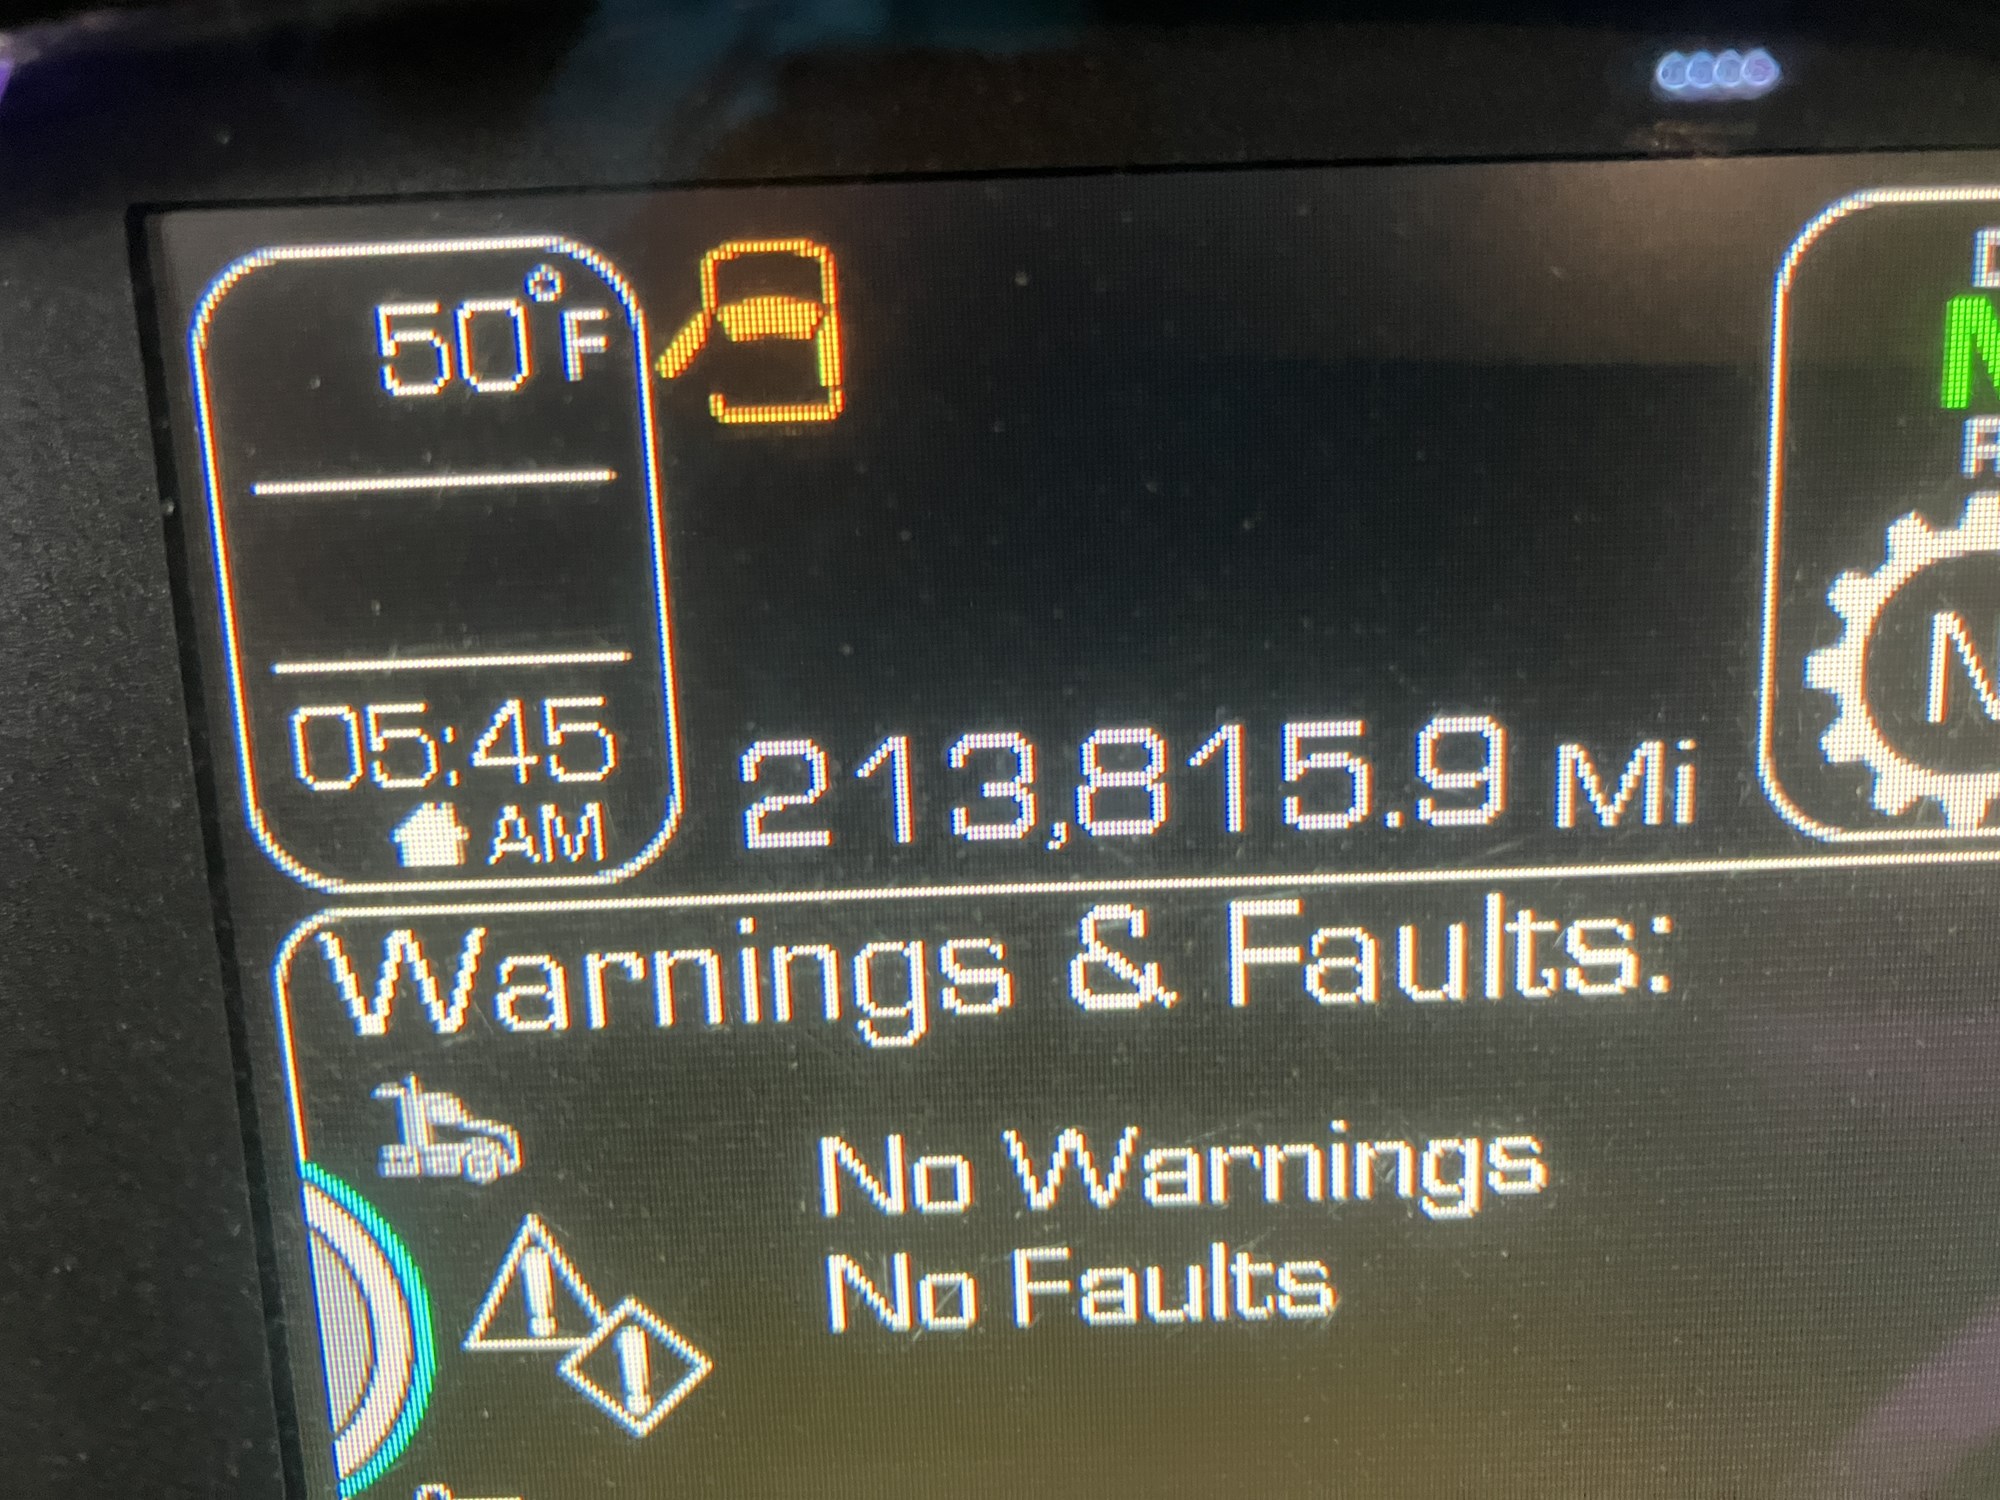 50°F
05:45
AM
213,815.9 Mi
N
N
Warnings & Faults:
No Warnings
No Faults